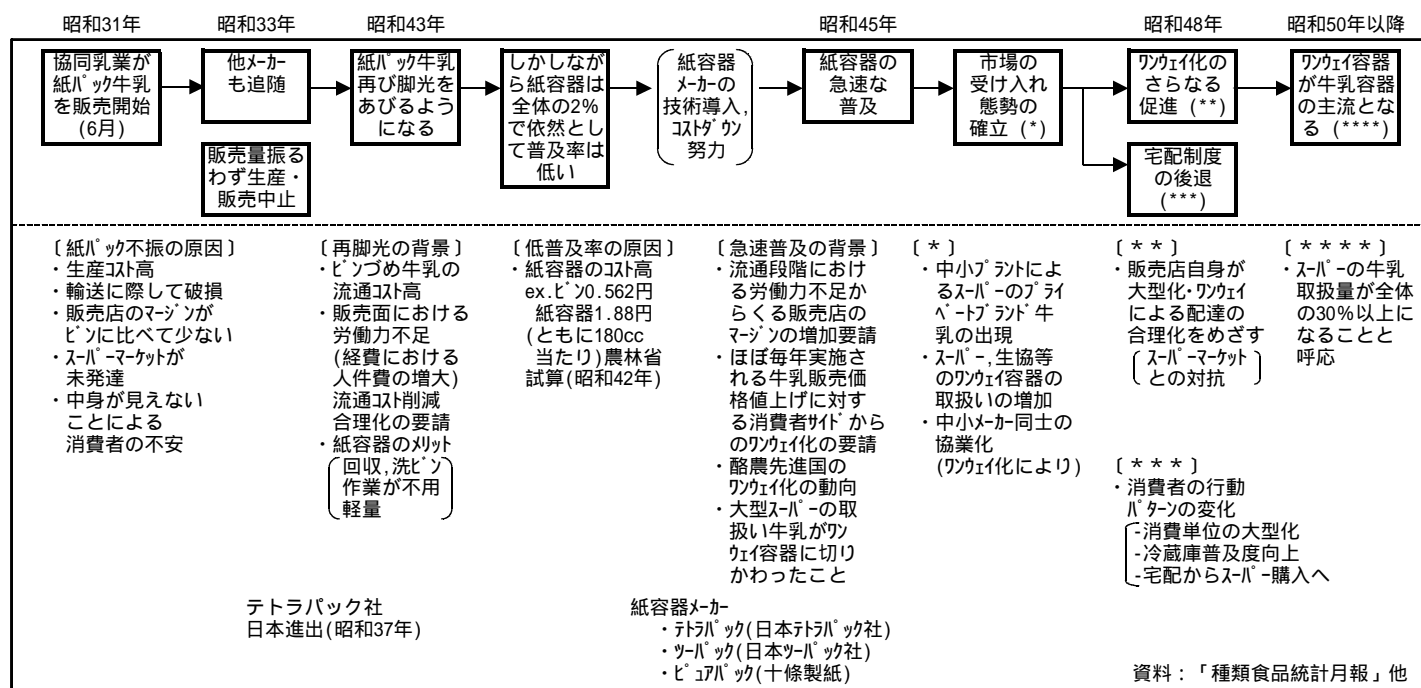 昭和31年
昭和33年
昭和43年
昭和45年
昭和48年
昭和50年以降
協同乳業が
紙ﾊﾟｯｸ牛乳
を販売開始
(6月)
他ﾒｰｶｰ
も追随
販売量振る
わず生産・
販売中止
紙ﾊﾟｯｸ牛乳
再び脚光を
あびるよう
になる
しかしなが
ら紙容器は
全体の2%
で依然とし
て普及率は
低い
紙容器
ﾒｰｶｰの
技術導入,
ｺｽﾄﾀﾞｳﾝ
努力
紙容器の
急速な
普及
市場の
受け入れ
態勢の
確立 (*)
ﾜﾝｳｪｲ化の
さらなる
促進 (**)
宅配制度
の後退
(***)
ﾜﾝｳｪｲ容器
が牛乳容器
の主流とな
る (****)
〔紙ﾊﾟｯｸ不振の原因〕
・生産ｺｽﾄ高
・輸送に際して破損
・販売店のﾏｰｼﾞﾝが
ﾋﾞﾝに比べて少ない
・ｽｰﾊﾟｰﾏｰｹｯﾄが
未発達
・中身が見えない
ことによる
消費者の不安
〔再脚光の背景〕
・ﾋﾞﾝづめ牛乳の
流通ｺｽﾄ高
・販売面における
労働力不足
(経費における
人件費の増大)
流通ｺｽﾄ削減
合理化の要請
・紙容器のﾒﾘｯﾄ
回収,洗ﾋﾞﾝ
作業が不用
軽量
〔低普及率の原因〕
・紙容器のｺｽﾄ高
ex.ﾋﾞﾝ0.562円
紙容器1.88円
(ともに180cc
当たり)農林省
試算(昭和42年)
〔急速普及の背景〕
・流通段階におけ
る労働力不足か
らくる販売店の
ﾏｰｼﾞﾝの増加要請
・ほぼ毎年実施さ
れる牛乳販売価
格値上げに対す
る消費者ｻｲﾄﾞから
のﾜﾝｳｪｲ化の要請
・酪農先進国の
ﾜﾝｳｪｲ化の動向
・大型ｽｰﾊﾟｰの取
扱い牛乳がﾜﾝ
ｳｪｲ容器に切り
かわったこと
〔*〕
・中小ﾌﾟﾗﾝﾄによ
るｽｰﾊﾟｰのﾌﾟﾗｲ
ﾍﾞｰﾄﾌﾞﾗﾝﾄﾞ牛
乳の出現
・ｽｰﾊﾟｰ,生協等
のﾜﾝｳｪｲ容器の
取扱いの増加
・中小ﾒｰｶｰ同士の
協業化
(ﾜﾝｳｪｲ化により)
〔**〕
・販売店自身が
大型化･ﾜﾝｳｪｲ
による配達の
合理化をめざす
ｽｰﾊﾟｰﾏｰｹｯﾄ
との対抗
〔***〕
・消費者の行動
ﾊﾟﾀｰﾝの変化
-消費単位の大型化
-冷蔵庫普及度向上
-宅配からｽｰﾊﾟｰ購入へ
〔****〕
・ｽｰﾊﾟｰの牛乳
取扱量が全体
の30％以上に
なることと
呼応
テトラパック社
日本進出(昭和37年)
紙容器ﾒｰｶｰ
・ﾃﾄﾗﾊﾟｯｸ(日本ﾃﾄﾗﾊﾟｯｸ社)
・ﾂｰﾊﾟｯｸ(日本ﾂｰﾊﾟｯｸ社)
・ﾋﾟｭｱﾊﾟｯｸ(十條製紙)
資料：「種類食品統計月報」他